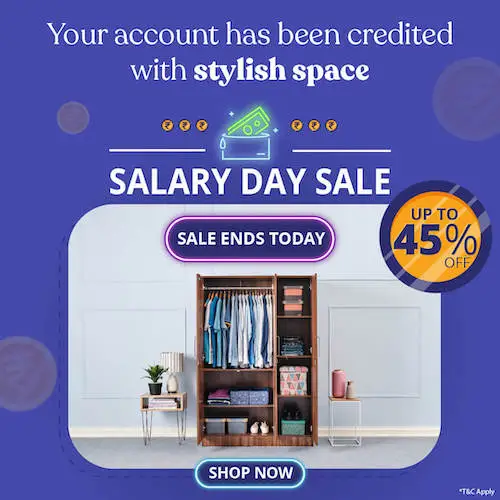 Your account has been credited
with stylish space
₹ ₹ ₹ ₹ ₹ ₹
SALARY DAY SALE
SALE ENDS TODAY
UP TO
45%
OFF
SHOP NOW
*T&C Apply